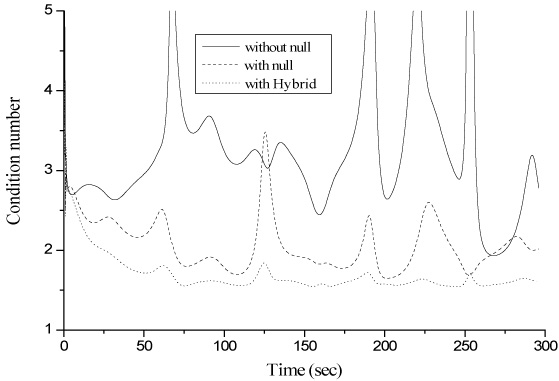 5
4
3
2
1
Condition number
without null
with null
with Hybrid
0
50
100
150
200
250
300
Time (sec)